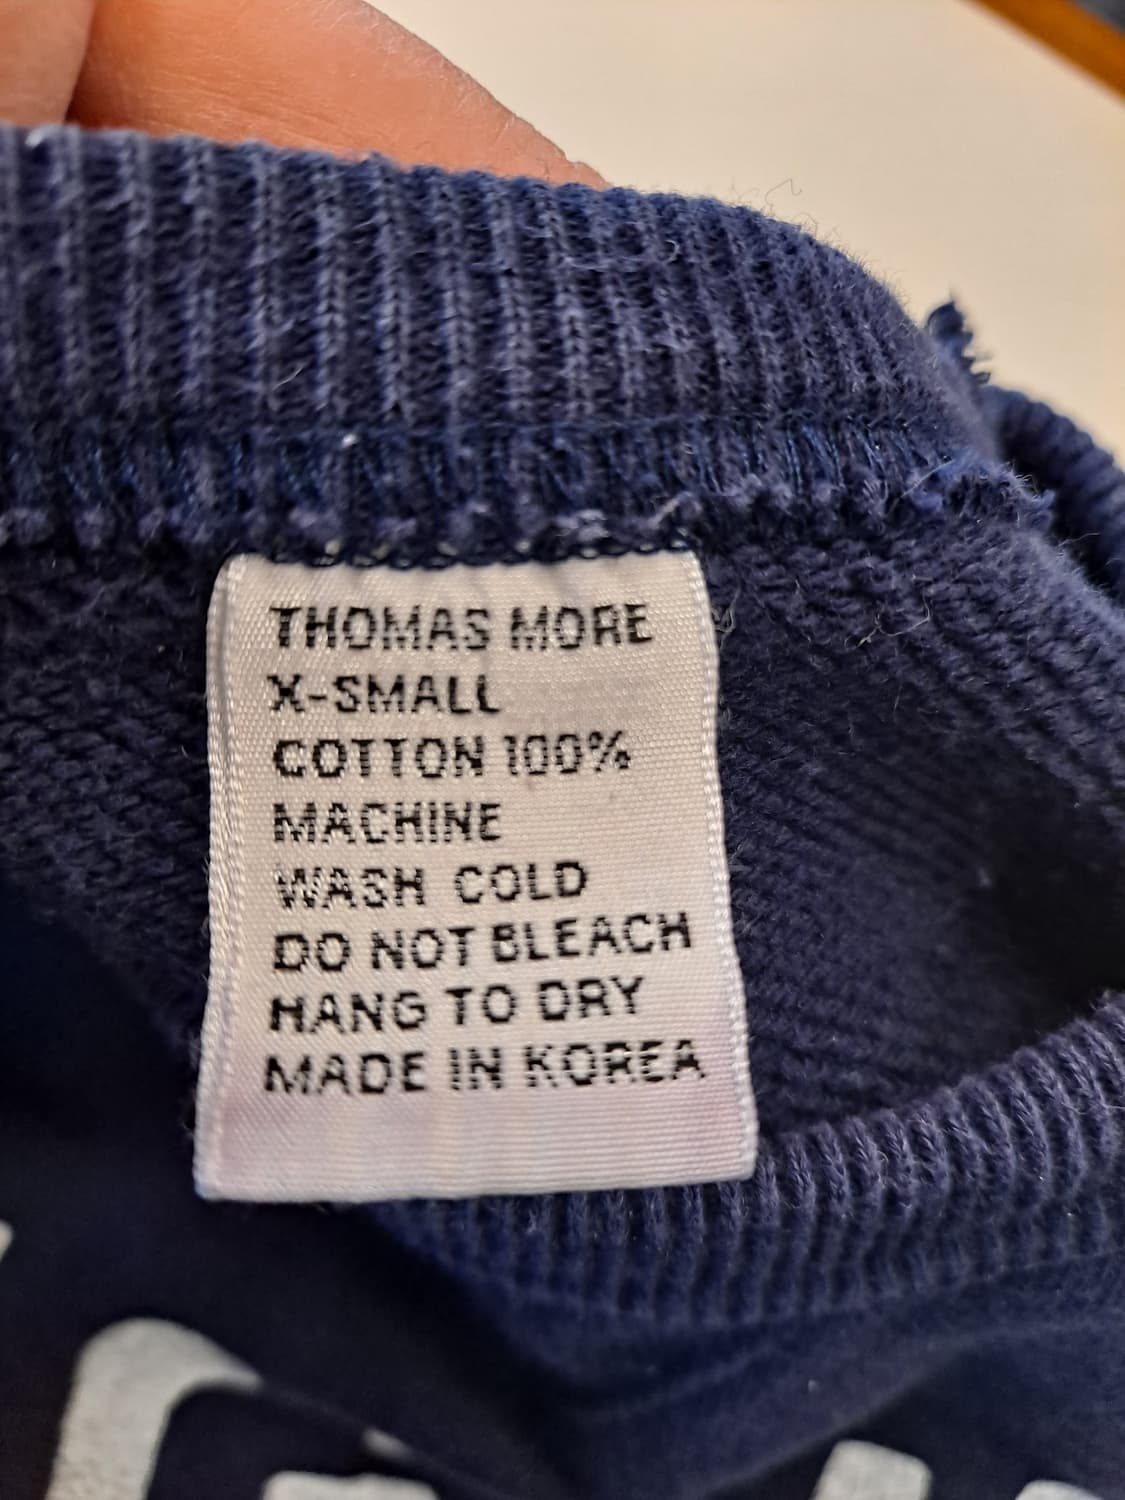 THOMAS MORE
X-SMALL
COTTON 100%
MACHINE
WASH COLD
DO NOT BLEACH
HANG TO DRY
MADE IN KOREA